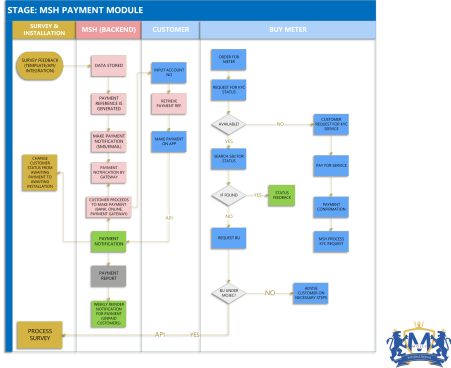 STAGE: MSH PAYMENT MODULE
SURVEY &
INSTALLATION
MSH (BACKEND)
CUSTOMER
BUY METER
SURVEY FEEDBACK
(TEMPLATE/API
INTEGRATION)
CHANGE
CUSTOMER
STATUS FROM
AWAITING
PAYMENT TO
AWAITING
INSTALLATION
PROCESS
SURVEY
DATA STORED
PAYMENT
REFERENCE IS
GENERATED
MAKE PAYMENT
NOTIFICATION
(SMS/EMAIL)
PAYMENT
NOTIFICATION BY
GATEWAY
CUSTOMER PROCEEDS
TO MAKE PAYMENT
(BANK, ONLINE,
PAYMENT GATEWAY)
PAYMENT
NOTIFICATION
PAYMENT
REPORT
WEEKLY RENDER
NOTIFICATION
FOR PAYMENT
(UNPAID
CUSTOMERS)
INPUT ACCOUNT
NO
RETRIEVE
PAYMENT REF.
MAKE PAYMENT
ON APP
API
ORDER FOR
METER
REQUEST FOR KYC
STATUS
AVAILABLE?
NO
YES
SEARCH SBI FOR
STATUS
IF FOUND
YES
STATUS
FEEDBACK
NO
REQUEST BU
BU UNDER
MOJEC?
NO
ADVISE
CUSTOMER ON
NECESSARY STEPS
API
YES
CUSTOMER
REQUEST FOR KYC
SERVICE
PAY FOR SERVICE
PAYMENT
CONFIRMATION
MSH PROCESS
KYC REQUEST